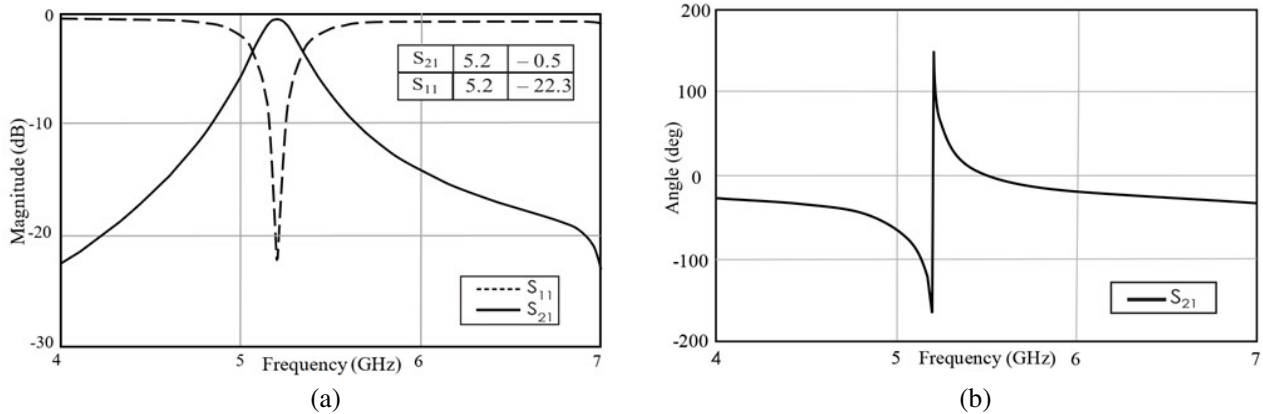 0
-10
-20
-30
Magnitude (dB)
S21 5.2 – 0.5
S11 5.2 – 22.3
S11
S21
4 5 6 7
Frequency (GHz)
(a)
200
100
0
-100
-200
Angle (deg)
S21
4 5 6 7
Frequency (GHz)
(b)